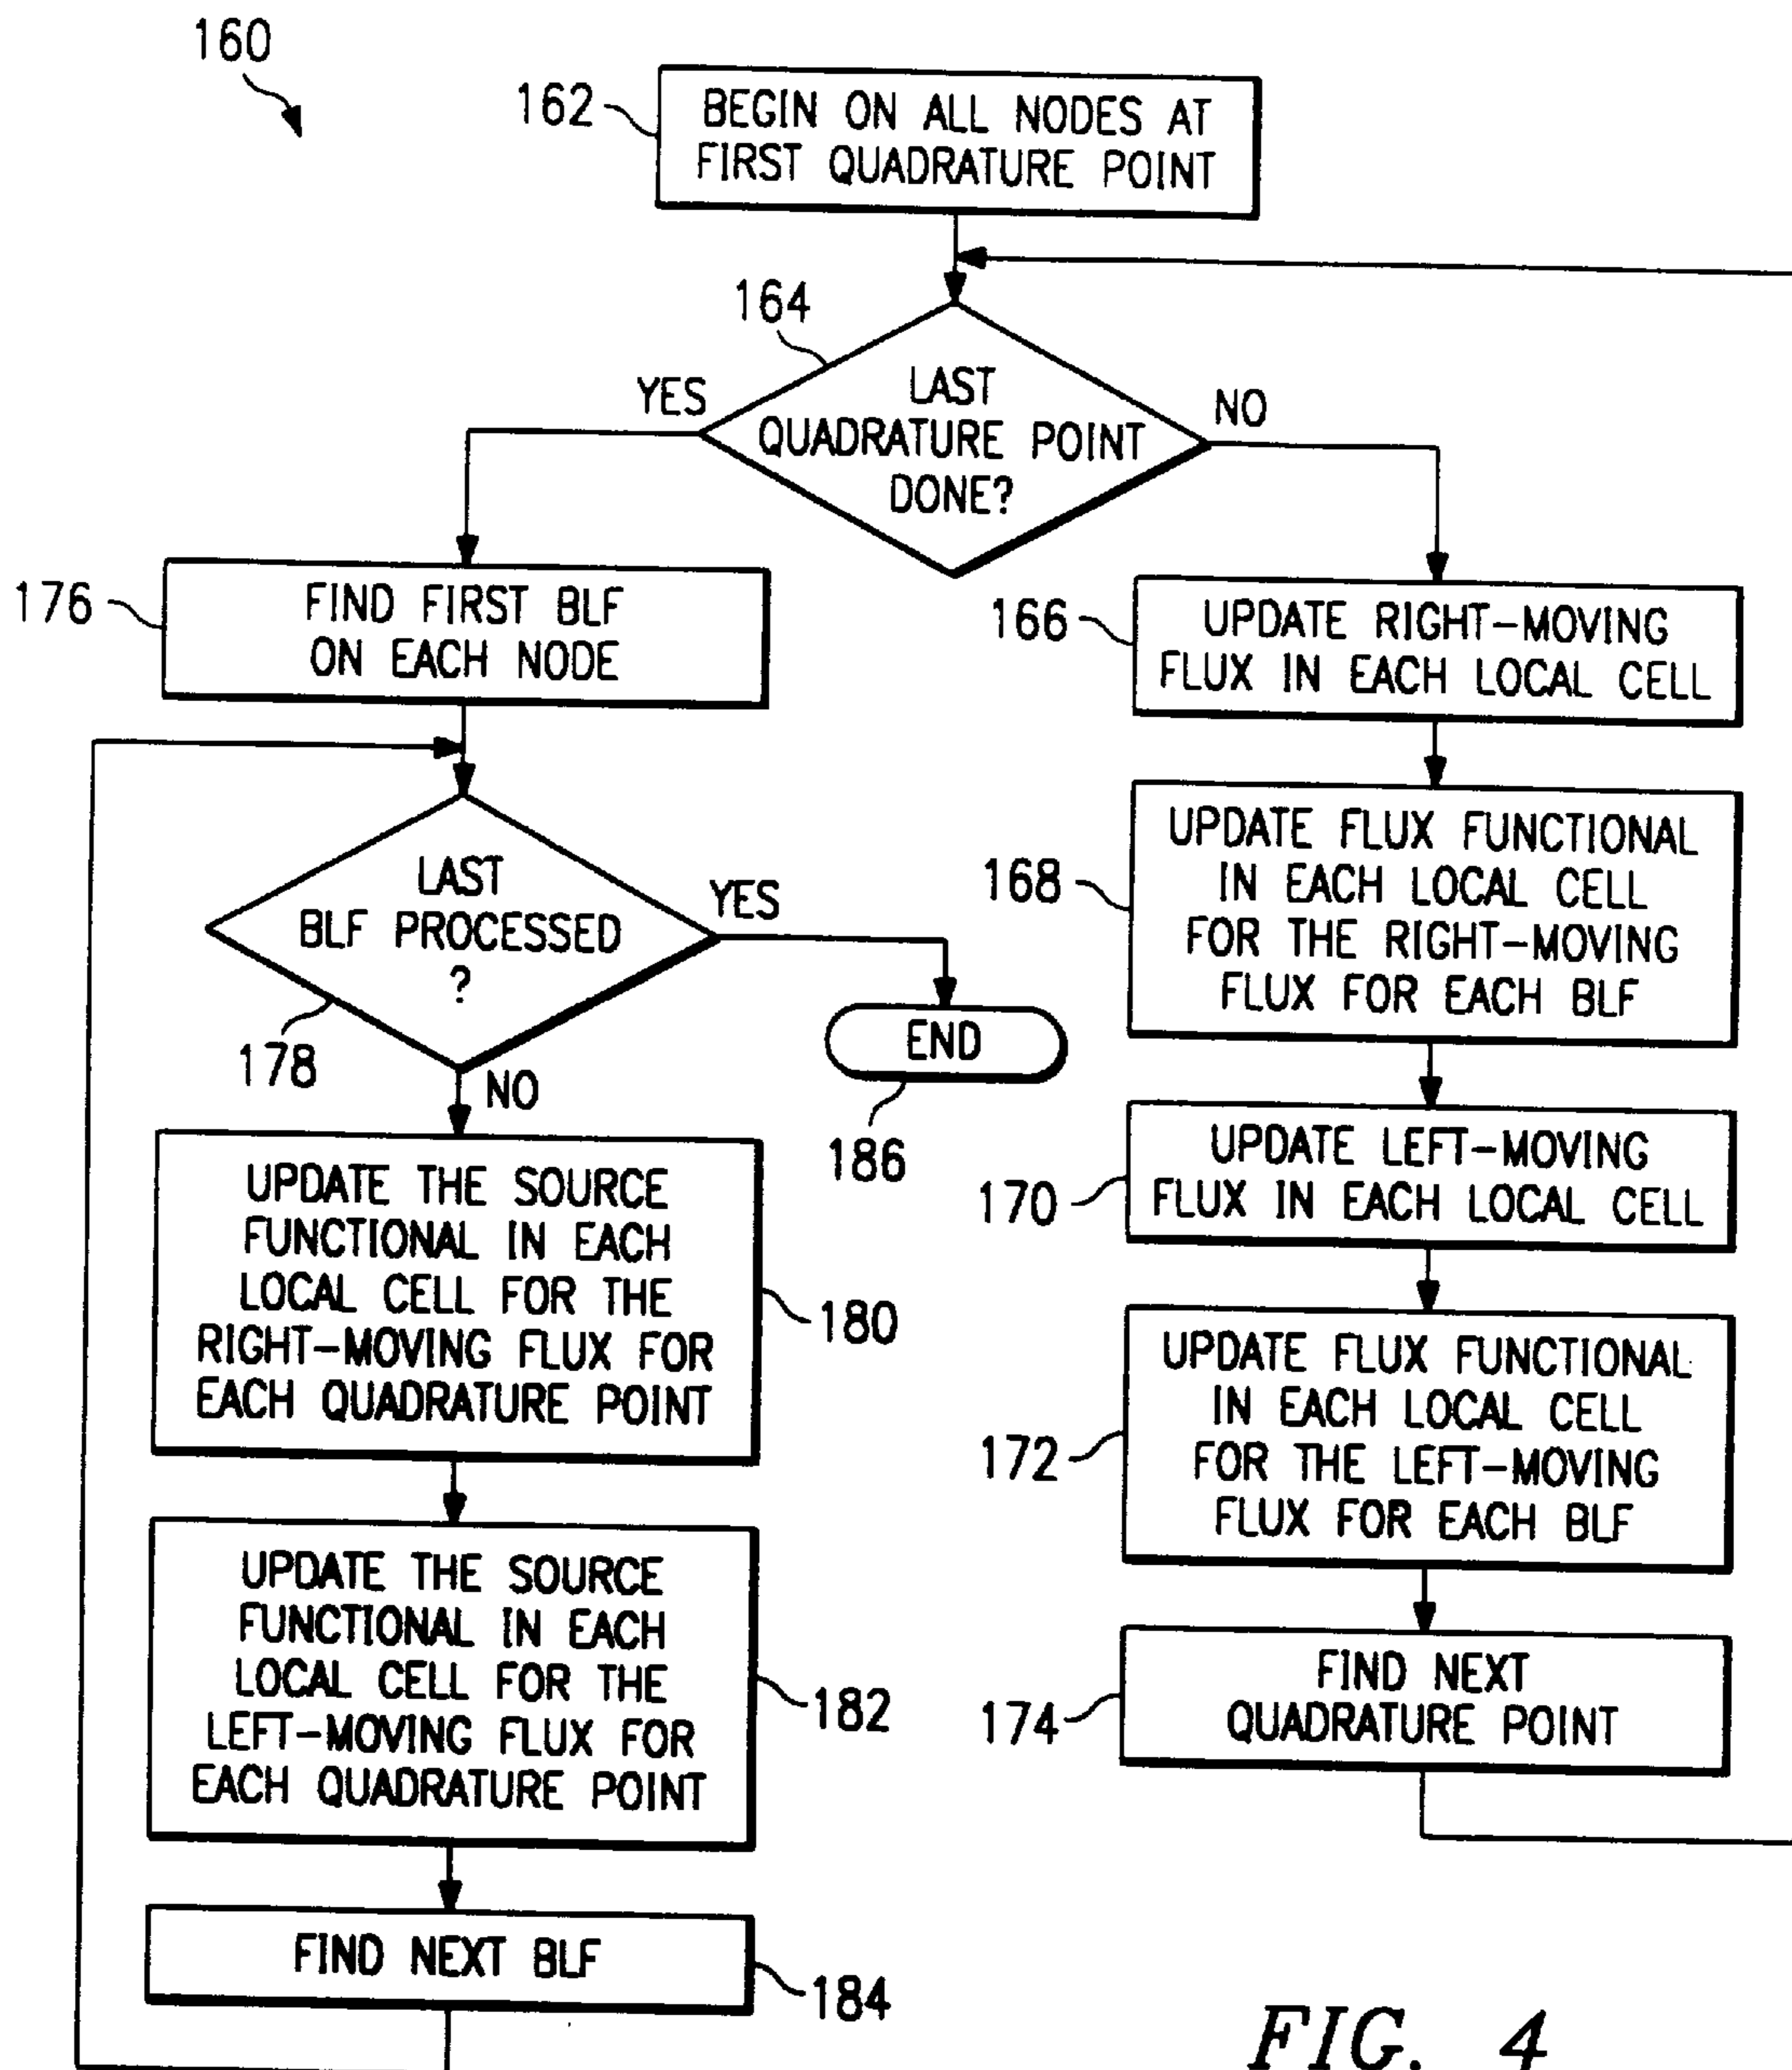 160
162
BEGIN ON ALL NODES AT
FIRST QUADRATURE POINT
164
LAST
QUADRATURE POINT
DONE?
YES
NO
176
FIND FIRST BLF
ON EACH NODE
166
UPDATE RIGHT-MOVING
FLUX IN EACH LOCAL CELL
168
UPDATE FLUX FUNCTIONAL
IN EACH LOCAL CELL
FOR THE RIGHT-MOVING
FLUX FOR EACH BLF
LAST
BLF PROCESSED
?
YES
178
NO
END
186
170
UPDATE LEFT-MOVING
FLUX IN EACH LOCAL CELL
UPDATE THE SOURCE
FUNCTIONAL IN EACH
LOCAL CELL FOR THE
RIGHT-MOVING FLUX FOR
EACH QUADRATURE POINT
180
172
UPDATE FLUX FUNCTIONAL
IN EACH LOCAL CELL
FOR THE LEFT-MOVING
FLUX FOR EACH BLF
UPDATE THE SOURCE
FUNCTIONAL IN EACH
LOCAL CELL FOR THE
LEFT-MOVING FLUX FOR
EACH QUADRATURE POINT
182
174
FIND NEXT
QUADRATURE POINT
FIND NEXT BLF
184
FIG. 4